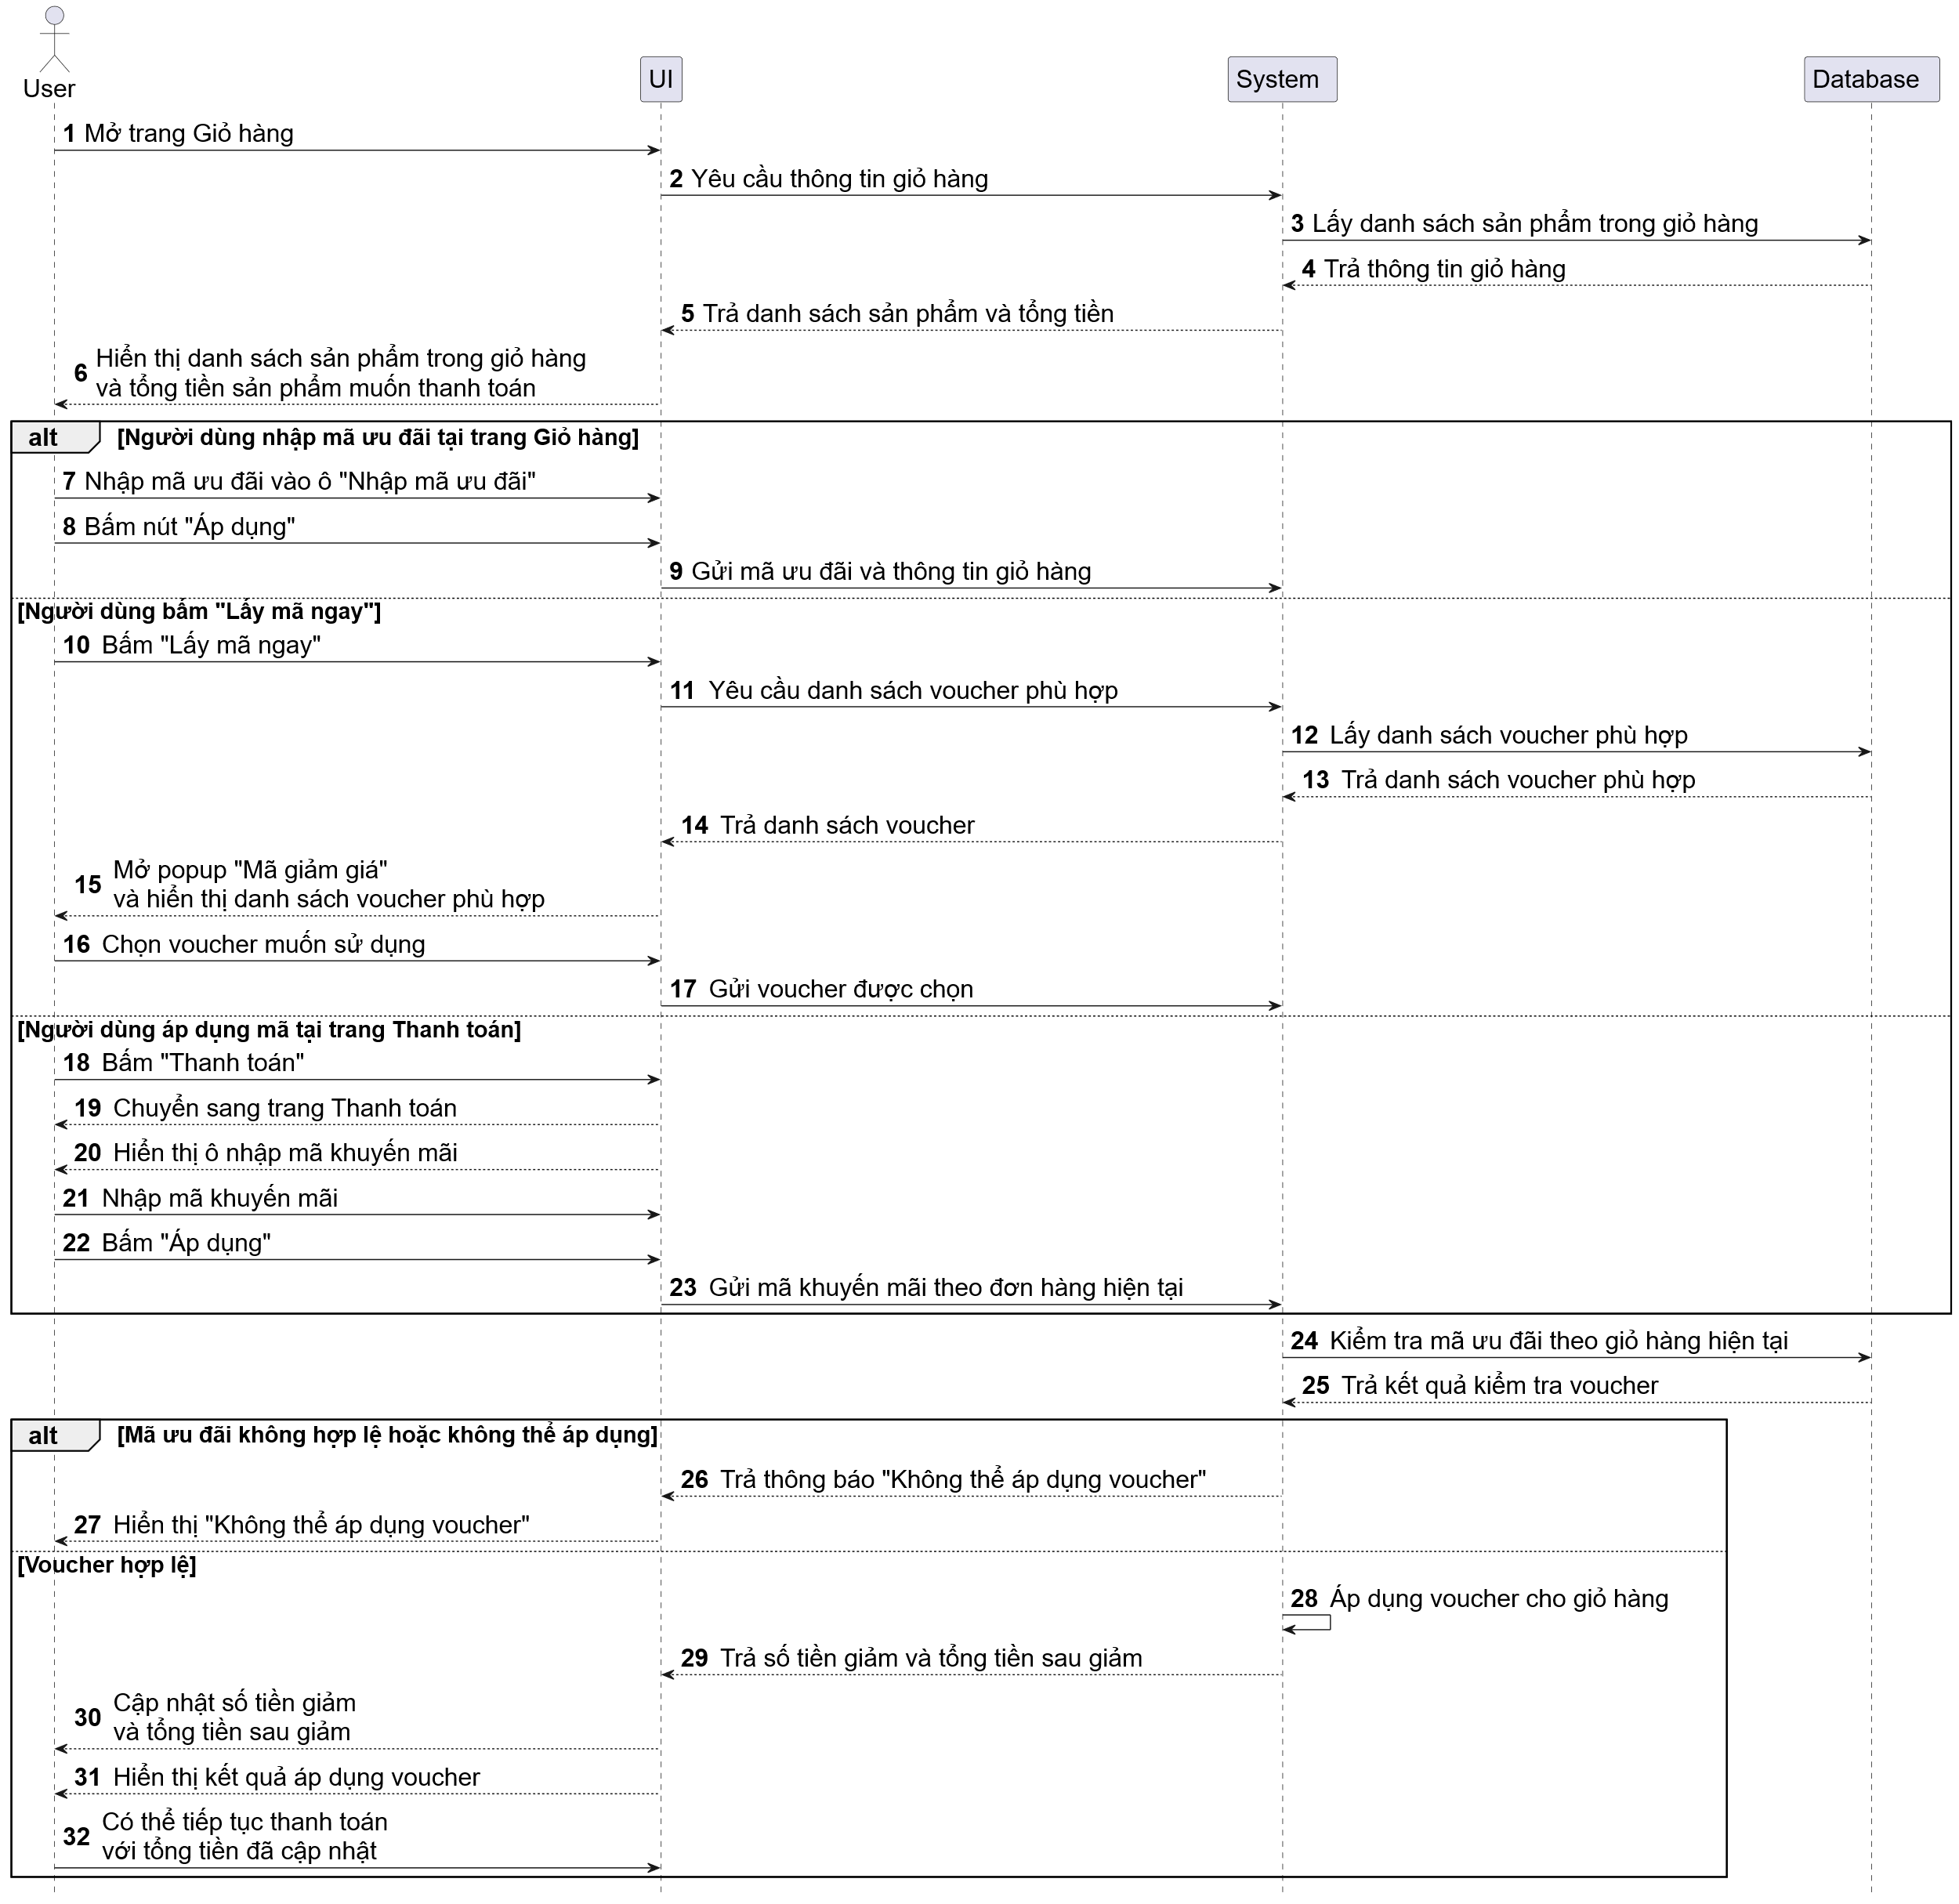 User
UI
System
Database
1 Mở trang Giỏ hàng
2 Yêu cầu thông tin giỏ hàng
3 Lấy danh sách sản phẩm trong giỏ hàng
4 Trả thông tin giỏ hàng
5 Trả danh sách sản phẩm và tổng tiền
6 Hiển thị danh sách sản phẩm trong giỏ hàng
và tổng tiền sản phẩm muốn thanh toán
alt [Người dùng nhập mã ưu đãi tại trang Giỏ hàng]
7 Nhập mã ưu đãi vào ô "Nhập mã ưu đãi"
8 Bấm nút "Áp dụng"
9 Gửi mã ưu đãi và thông tin giỏ hàng
[Người dùng bấm "Lấy mã ngay"]
10 Bấm "Lấy mã ngay"
11 Yêu cầu danh sách voucher phù hợp
12 Lấy danh sách voucher phù hợp
13 Trả danh sách voucher phù hợp
14 Trả danh sách voucher
15 Mở popup "Mã giảm giá"
và hiển thị danh sách voucher phù hợp
16 Chọn voucher muốn sử dụng
17 Gửi voucher được chọn
[Người dùng áp dụng mã tại trang Thanh toán]
18 Bấm "Thanh toán"
19 Chuyển sang trang Thanh toán
20 Hiển thị ô nhập mã khuyến mãi
21 Nhập mã khuyến mãi
22 Bấm "Áp dụng"
23 Gửi mã khuyến mãi theo đơn hàng hiện tại
24 Kiểm tra mã ưu đãi theo giỏ hàng hiện tại
25 Trả kết quả kiểm tra voucher
alt [Mã ưu đãi không hợp lệ hoặc không thể áp dụng]
26 Trả thông báo "Không thể áp dụng voucher"
27 Hiển thị "Không thể áp dụng voucher"
[Voucher hợp lệ]
28 Áp dụng voucher cho giỏ hàng
29 Trả số tiền giảm và tổng tiền sau giảm
30 Cập nhật số tiền giảm
và tổng tiền sau giảm
31 Hiển thị kết quả áp dụng voucher
32 Có thể tiếp tục thanh toán
với tổng tiền đã cập nhật